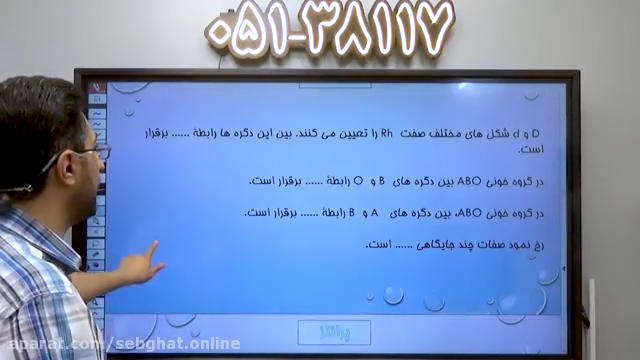 ۰۵۱-۳۸۱۱۷
D و d شکل های مختلف صفت Rh را تعیین می کنند. بین این دگره ها رابطهٔ ...... برقرار
است.
در گروه خونی ABO بین دگره های B و O رابطهٔ ...... برقرار است.
در گروه خونی ABO، بین دگره های A و B رابطهٔ ...... برقرار است.
رخ نمود صفات چند جایگاهی ...... است.
پرانتز
aparat.com/sebghat.online